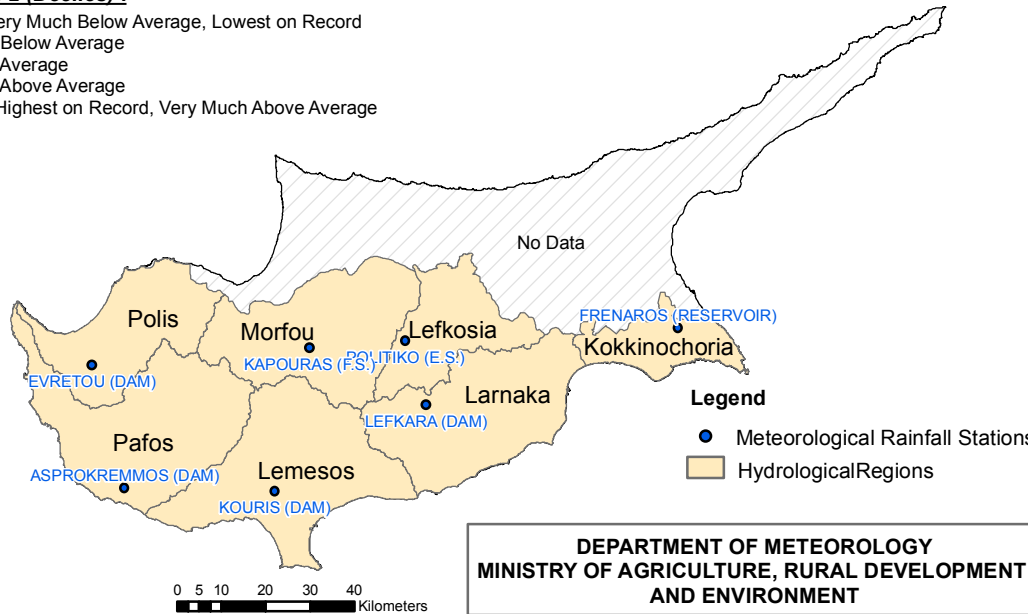 ery Much Below Average, Lowest on Record
Below Average
Average
Above Average
Highest on Record, Very Much Above Average
No Data
Polis
Morfou
Lefkosia
FRENAROS (RESERVOIR)
Kokkinochoria
KAPOURAS (F.S.)
POLITIKO (E.S.)
EVRETOU (DAM)
Larnaka
LEFKARA (DAM)
Pafos
Lemesos
ASPROKREMMOS (DAM)
KOURIS (DAM)
Legend
Meteorological Rainfall Stations
HydrologicalRegions
DEPARTMENT OF METEOROLOGY
MINISTRY OF AGRICULTURE, RURAL DEVELOPMENT
AND ENVIRONMENT
0 5 10 20 30 40
Kilometers